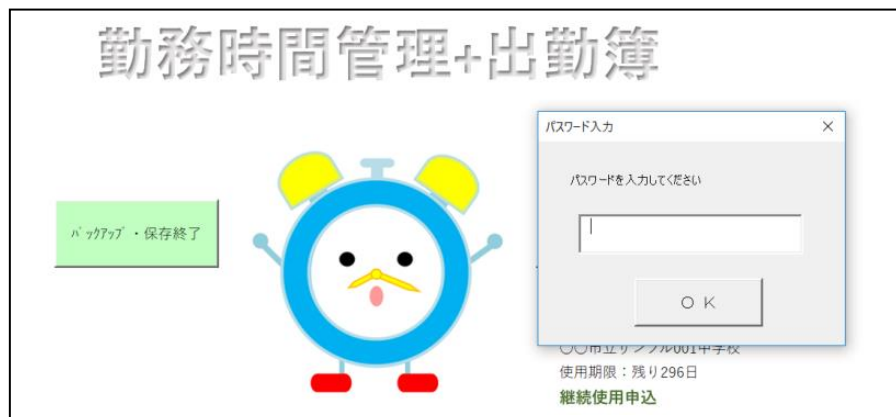 勤務時間管理+出勤簿
パスワード入力
パスワードを入力してください
ﾊﾞｯｸｱｯﾌﾟ・保存終了
ＯＫ
〇〇市立サンプル001中学校
使用期限：残り296日
継続使用申込